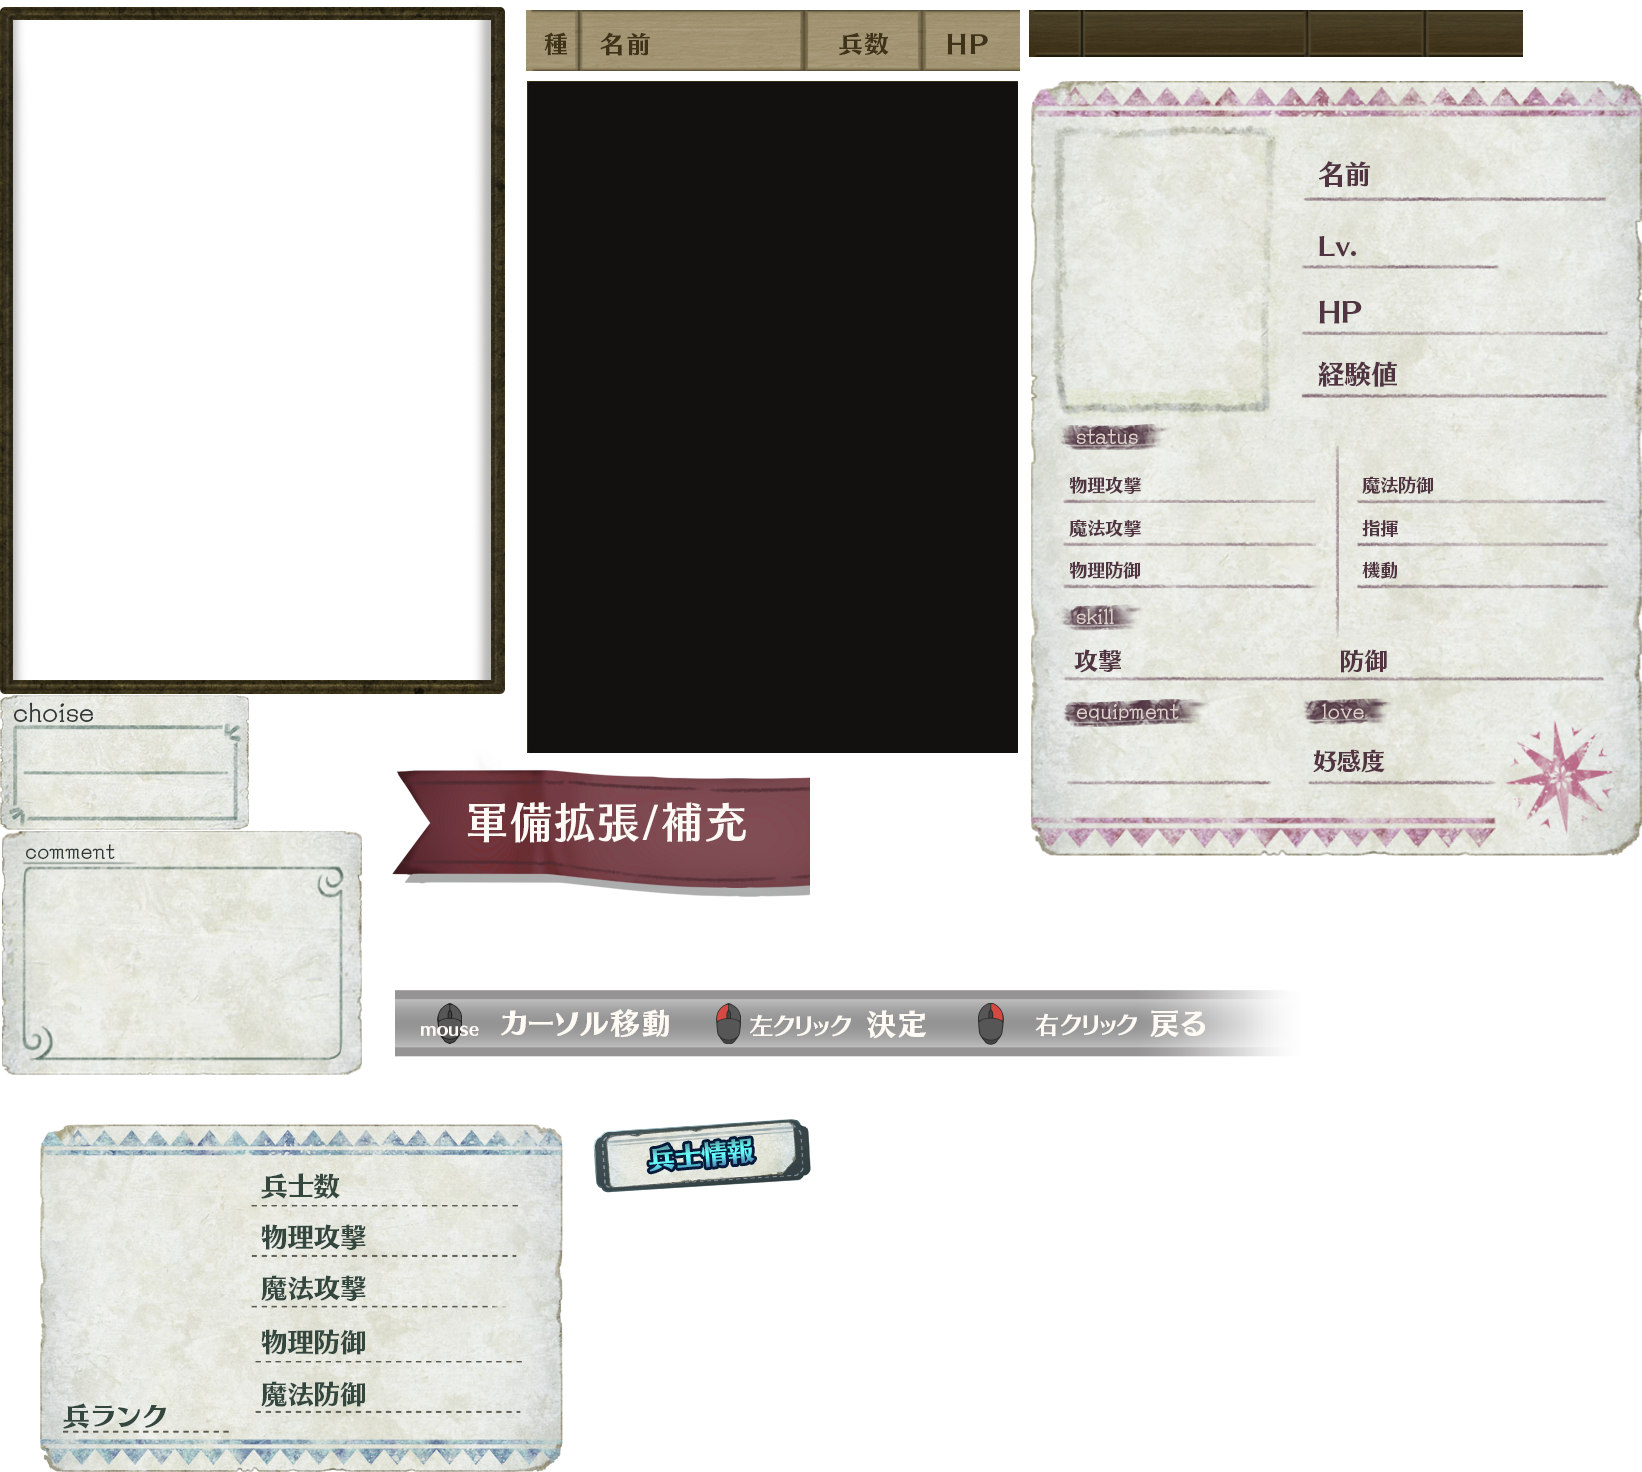 種 名前 兵数 HP
名前
Lv.
HP
経験値
status
物理攻撃 魔法防御
魔法攻撃 指揮
物理防御 機動
skill
攻撃 防御
equipment love
好感度
choise
comment
軍備拡張/補充
mouse カーソル移動 左クリック 決定 右クリック 戻る
兵士情報
兵士数
物理攻撃
魔法攻撃
物理防御
魔法防御
兵ランク